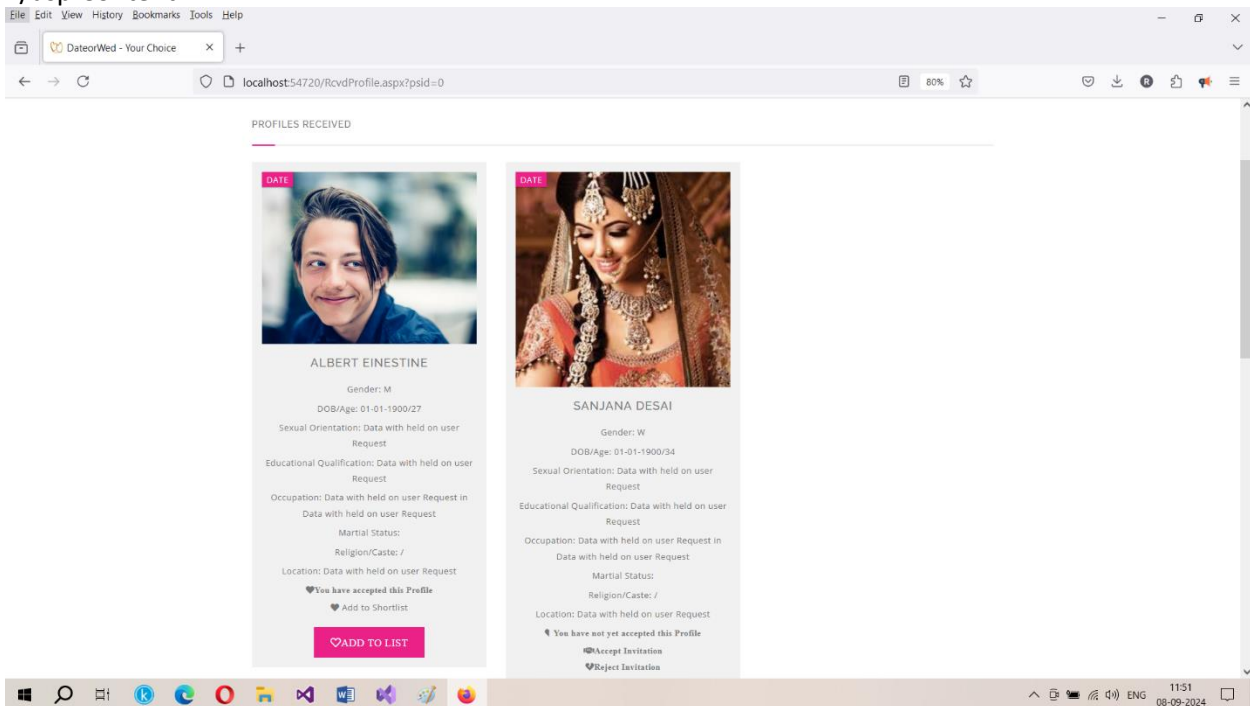 File Edit View History Bookmarks Tools Help
DateorWed - Your Choice
localhost:54720/RcvdProfile.aspx?psid=0
80%
PROFILES RECEIVED
DATE
ALBERT EINESTINE
Gender: M
DOB/Age: 01-01-1900/27
Sexual Orientation: Data with held on user
Request
Educational Qualification: Data with held on user
Request
Occupation: Data with held on user Request in
Data with held on user Request
Martial Status:
Religion/Caste: /
Location: Data with held on user Request
You have accepted this Profile
Add to Shortlist
ADD TO LIST
DATE
SANJANA DESAI
Gender: W
DOB/Age: 01-01-1900/34
Sexual Orientation: Data with held on user
Request
Educational Qualification: Data with held on user
Request
Occupation: Data with held on user Request in
Data with held on user Request
Martial Status:
Religion/Caste: /
Location: Data with held on user Request
You have not yet accepted this Profile
Accept Invitation
Reject Invitation
ENG
11:51
08-09-2024